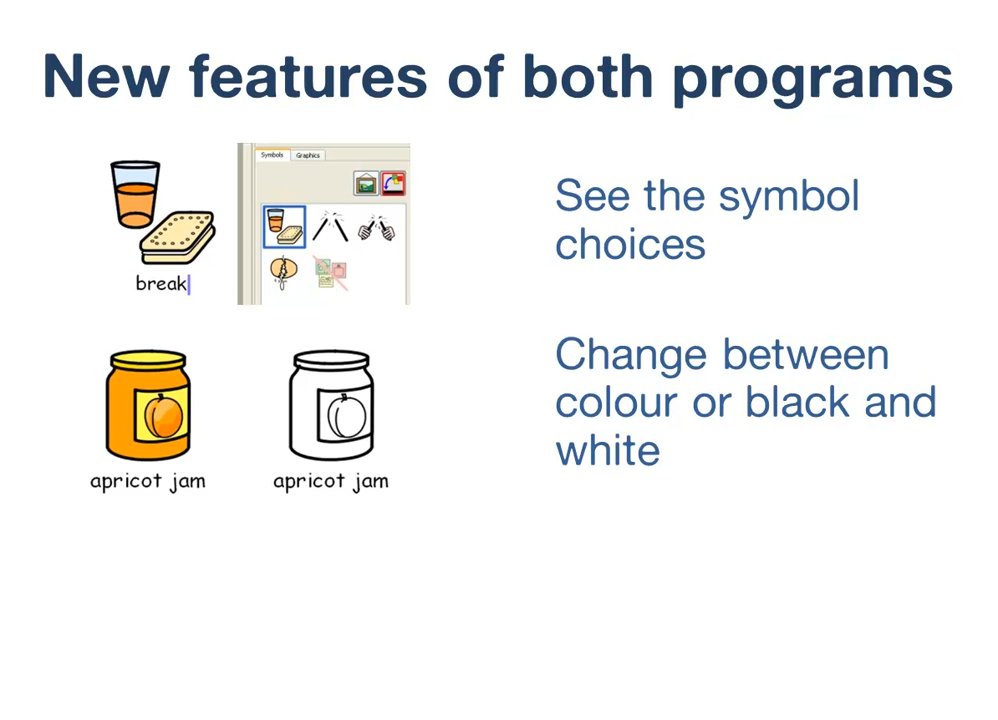 New features of both programs
Symbols Graphics
break
See the symbol
choices
Change between
colour or black and
white
apricot jam apricot jam